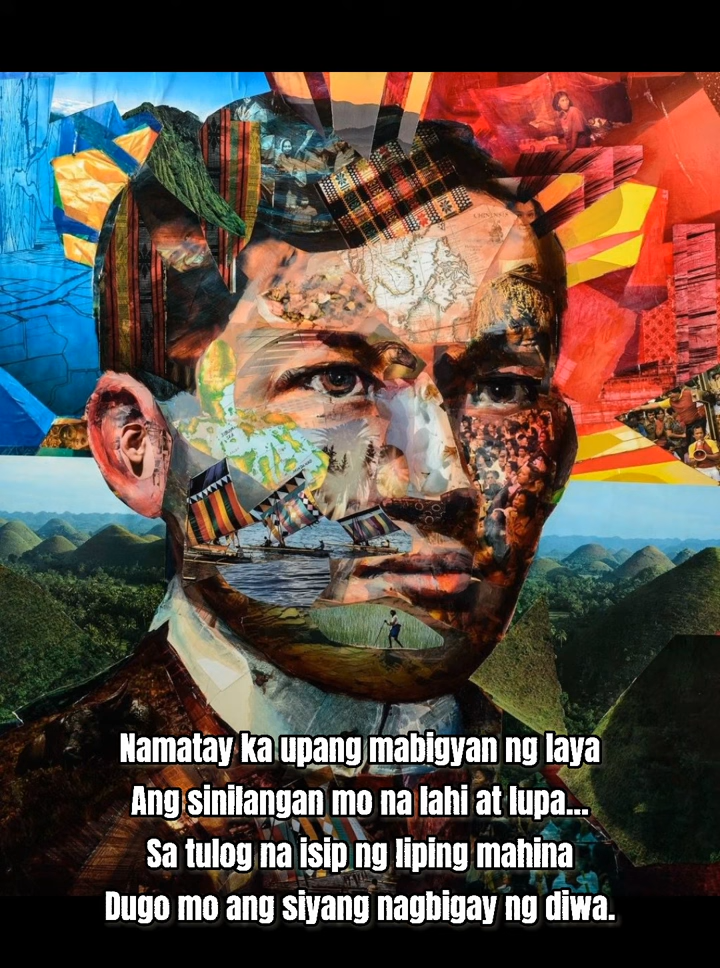 Namatay ka upang mabigyan ng laya
Ang sinilangan mo na lahi at lupa...
Sa tulog na isip ng liping mahina
Dugo mo ang siyang nagbigay ng diwa.